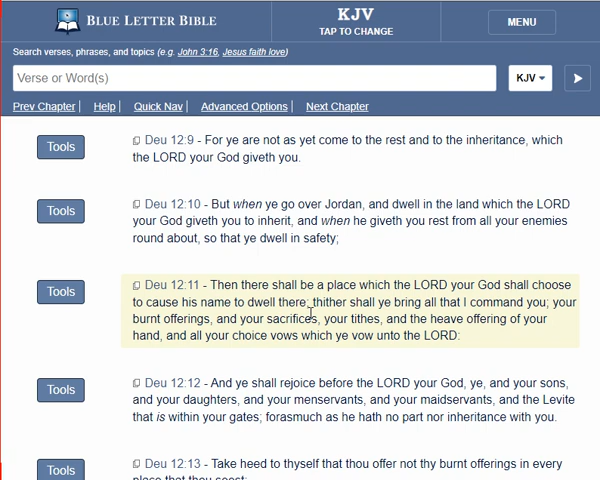 BLUE LETTER BIBLE
KJV
TAP TO CHANGE
MENU
Search verses, phrases, and topics (e.g. John 3:16, Jesus faith love)
Verse or Word(s)
KJV
Prev Chapter | Help | Quick Nav | Advanced Options | Next Chapter
Tools
Deu 12:9 - For ye are not as yet come to the rest and to the inheritance, which
the LORD your God giveth you.
Tools
Deu 12:10 - But when ye go over Jordan, and dwell in the land which the LORD
your God giveth you to inherit, and when he giveth you rest from all your enemies
round about, so that ye dwell in safety;
Tools
Deu 12:11 - Then there shall be a place which the LORD your God shall choose
to cause his name to dwell there; thither shall ye bring all that I command you; your
burnt offerings, and your sacrifices, your tithes, and the heave offering of your
hand, and all your choice vows which ye vow unto the LORD:
Tools
Deu 12:12 - And ye shall rejoice before the LORD your God, ye, and your sons,
and your daughters, and your menservants, and your maidservants, and the Levite
that is within your gates; forasmuch as he hath no part nor inheritance with you.
Tools
Deu 12:13 - Take heed to thyself that thou offer not thy burnt offerings in every
place that thou seest: